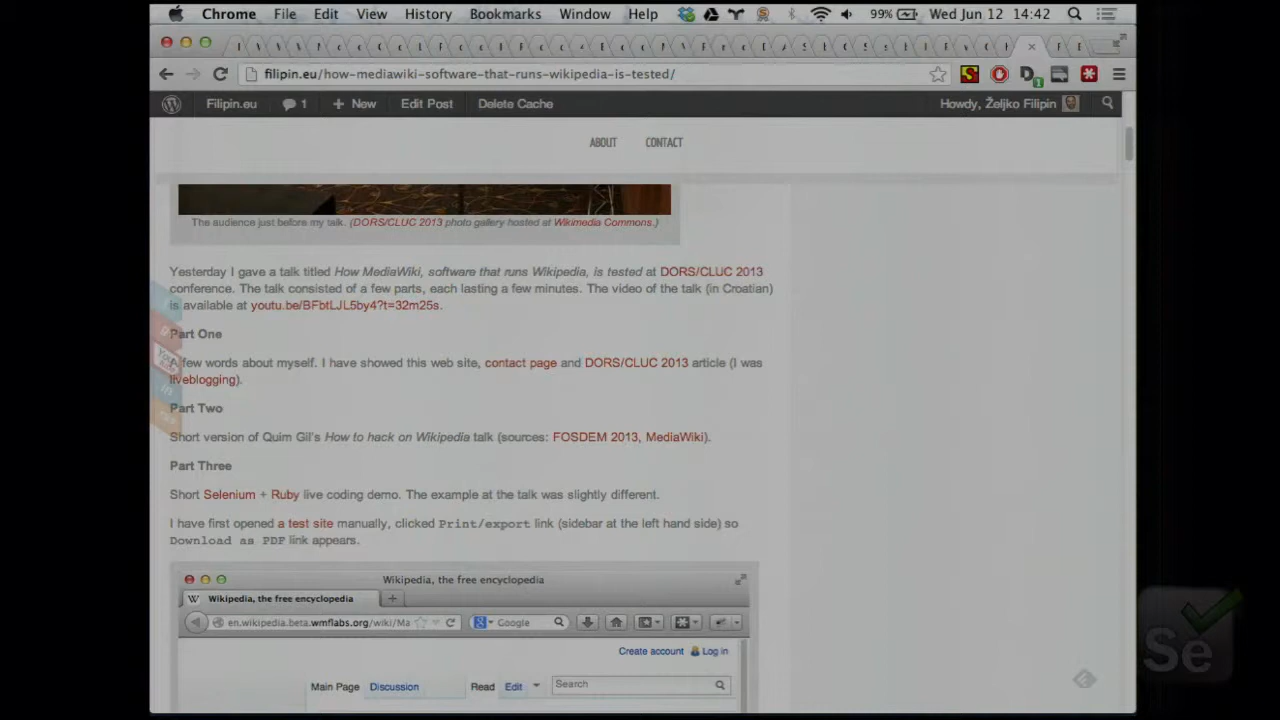 Chrome File Edit View History Bookmarks Window Help 99% Wed Jun 12 14:42
filipin.eu/how-mediawiki-software-that-runs-wikipedia-is-tested/
Filipin.eu 1 + New Edit Post Delete Cache Howdy, Željko Filipin
ABOUT CONTACT
The audience just before my talk. (DORS/CLUC 2013 photo gallery hosted at Wikimedia Commons.)
Yesterday I gave a talk titled How MediaWiki, software that runs Wikipedia, is tested at DORS/CLUC 2013
conference. The talk consisted of a few parts, each lasting a few minutes. The video of the talk (in Croatian)
is available at youtu.be/BFbtLJL5by4?t=32m25s.
Part One
A few words about myself. I have showed this web site, contact page and DORS/CLUC 2013 article (I was
liveblogging).
Part Two
Short version of Quim Gil's How to hack on Wikipedia talk (sources: FOSDEM 2013, MediaWiki).
Part Three
Short Selenium + Ruby live coding demo. The example at the talk was slightly different.
I have first opened a test site manually, clicked Print/export link (sidebar at the left hand side) so
Download as PDF link appears.
Wikipedia, the free encyclopedia
W Wikipedia, the free encyclopedia +
en.wikipedia.beta.wmflabs.org/wiki/Ma Google
Create account Log in
Main Page Discussion Read Edit Search
Se